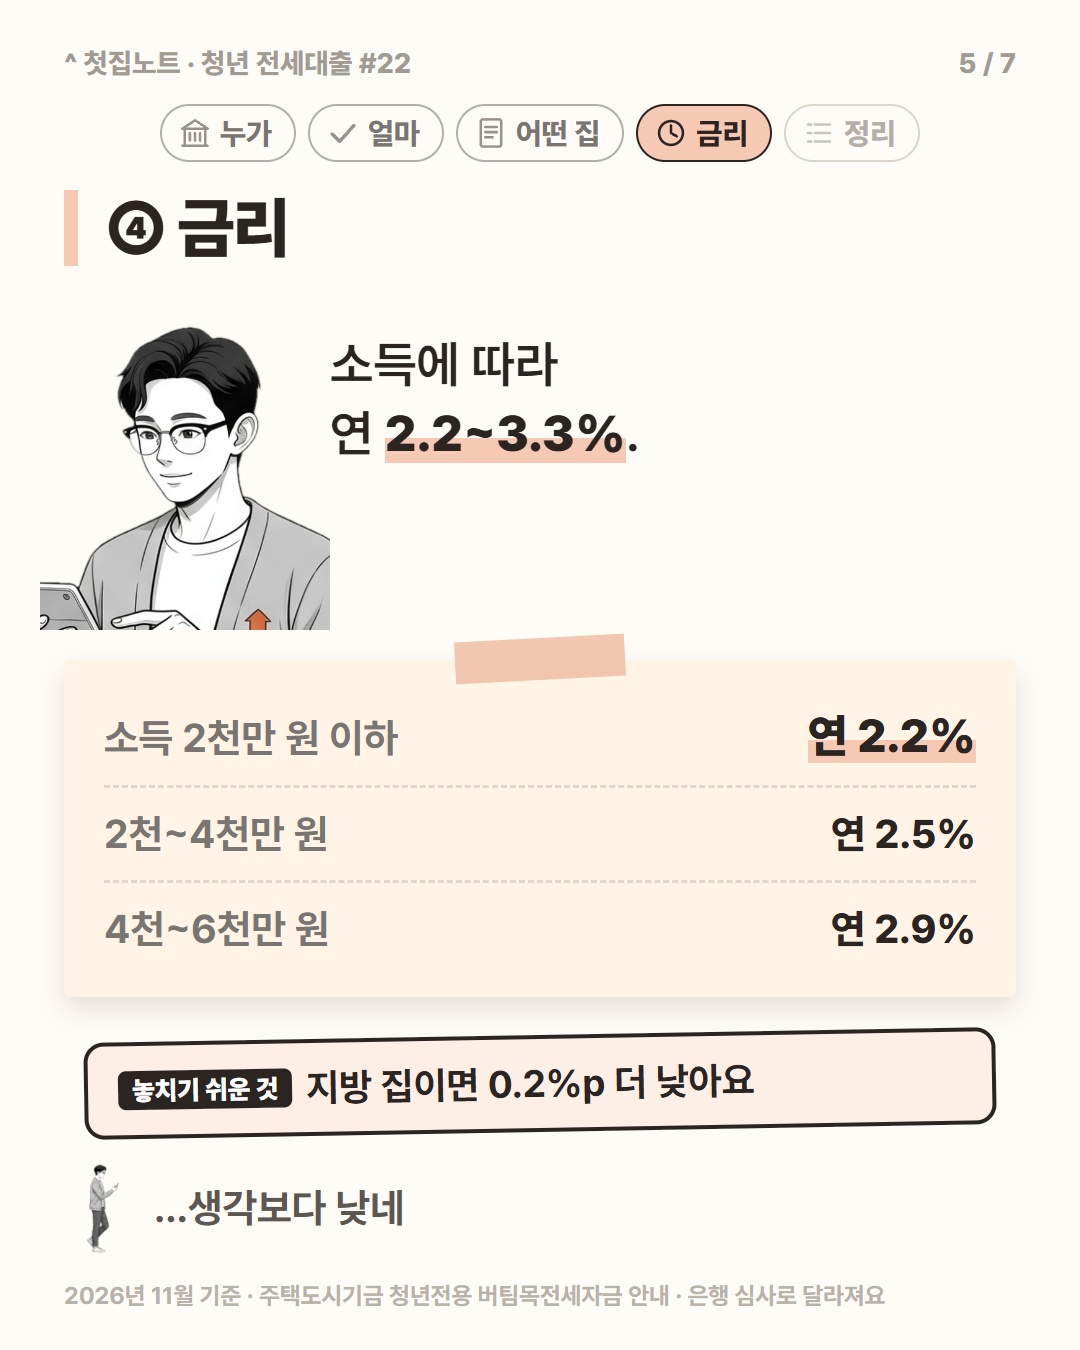 ^ 첫집노트 · 청년 전세대출 #22
5 / 7
누가
얼마
어떤 집
금리
정리
❹ 금리
소득에 따라
연 2.2~3.3%.
소득 2천만 원 이하 연 2.2%
2천~4천만 원 연 2.5%
4천~6천만 원 연 2.9%
놓치기 쉬운 것 지방 집이면 0.2%p 더 낮아요
...생각보다 낮네
2026년 11월 기준 · 주택도시기금 청년전용 버팀목전세자금 안내 · 은행 심사로 달라져요